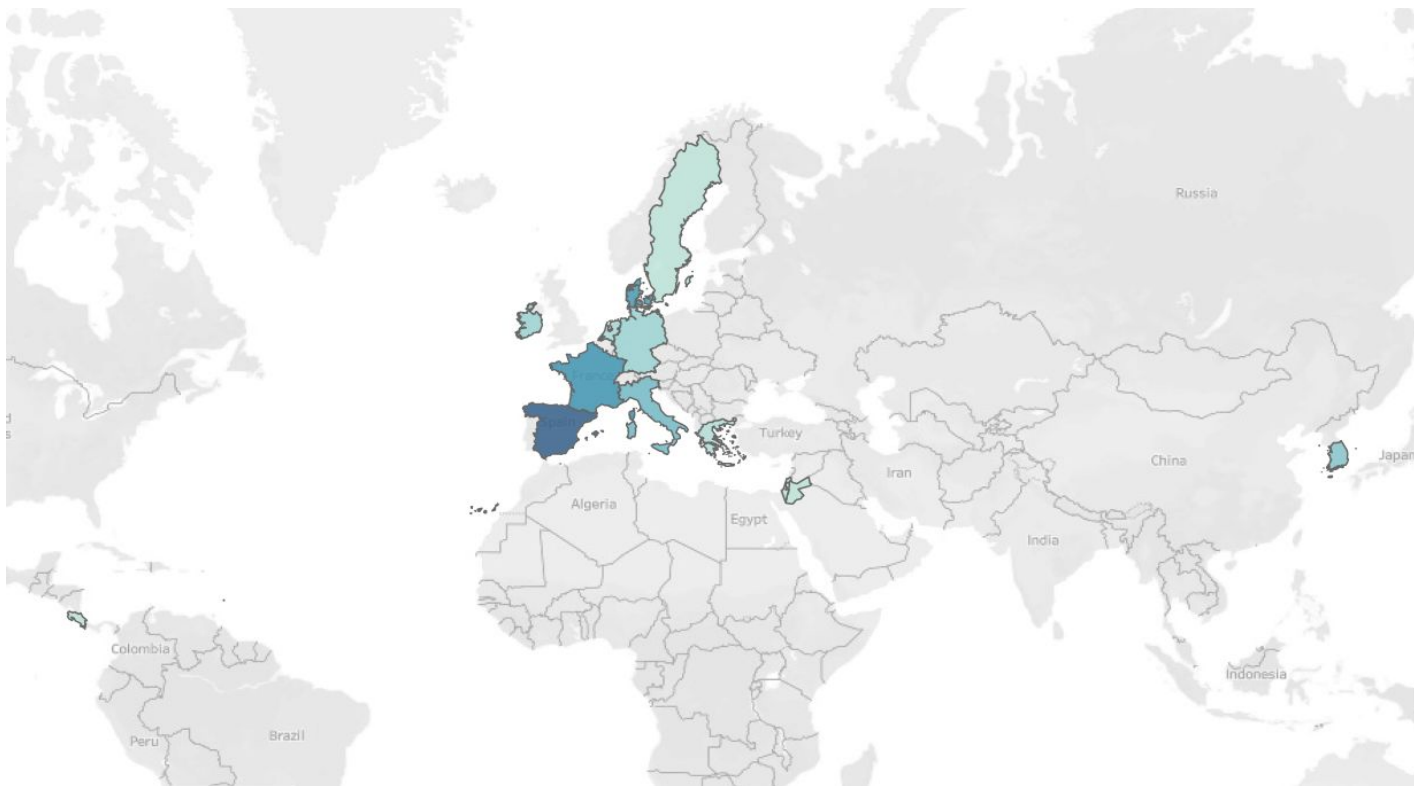 Russia
France
Spain
Turkey
d
s
China
Japan
Iran
Algeria
Egypt
India
Colombia
Indonesia
Peru
Brazil